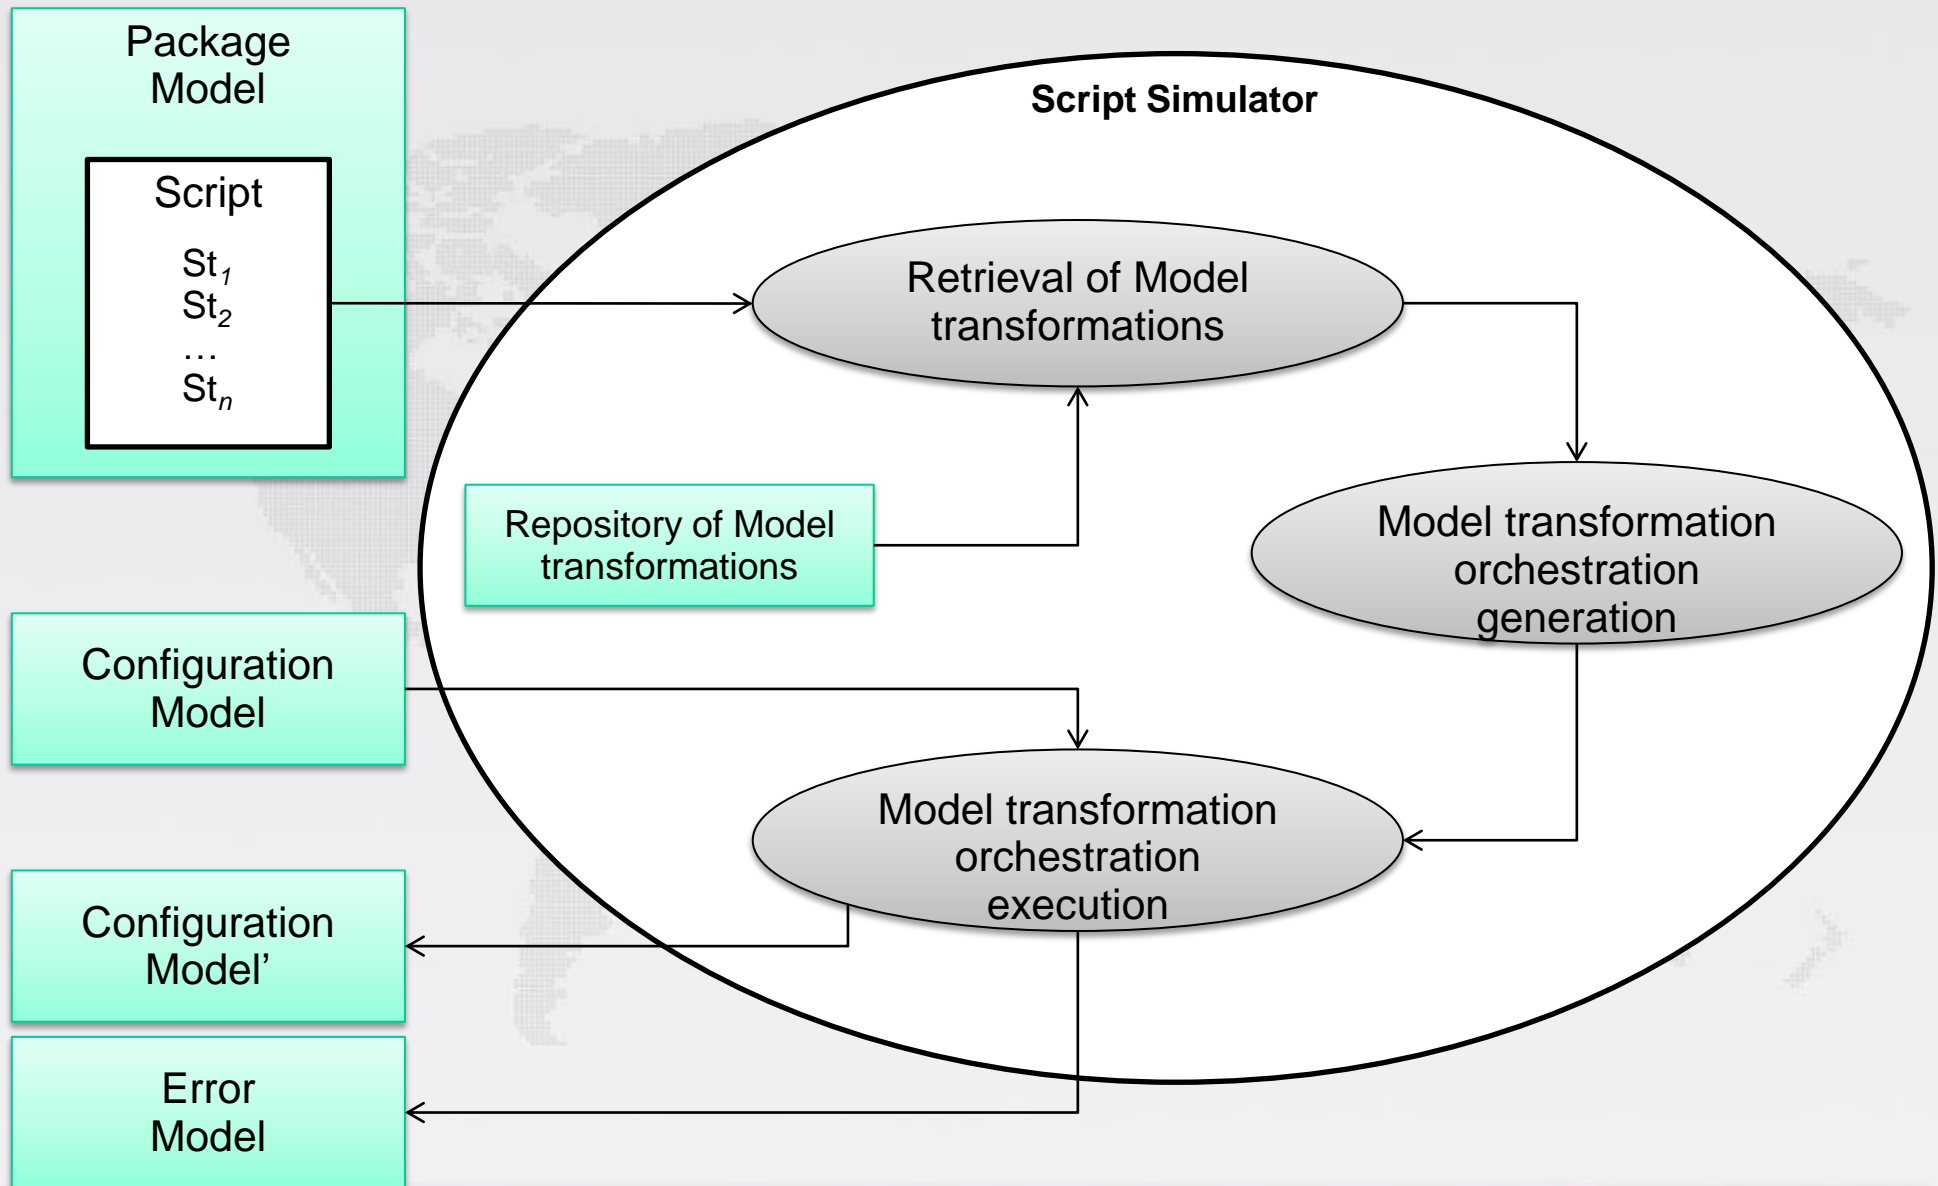 Package
Model
Script
St1
St2
…
Stn
Script Simulator
Retrieval of Model
transformations
Repository of Model
transformations
Model transformation
orchestration
generation
Configuration
Model
Model transformation
orchestration
execution
Configuration
Model’
Error
Model